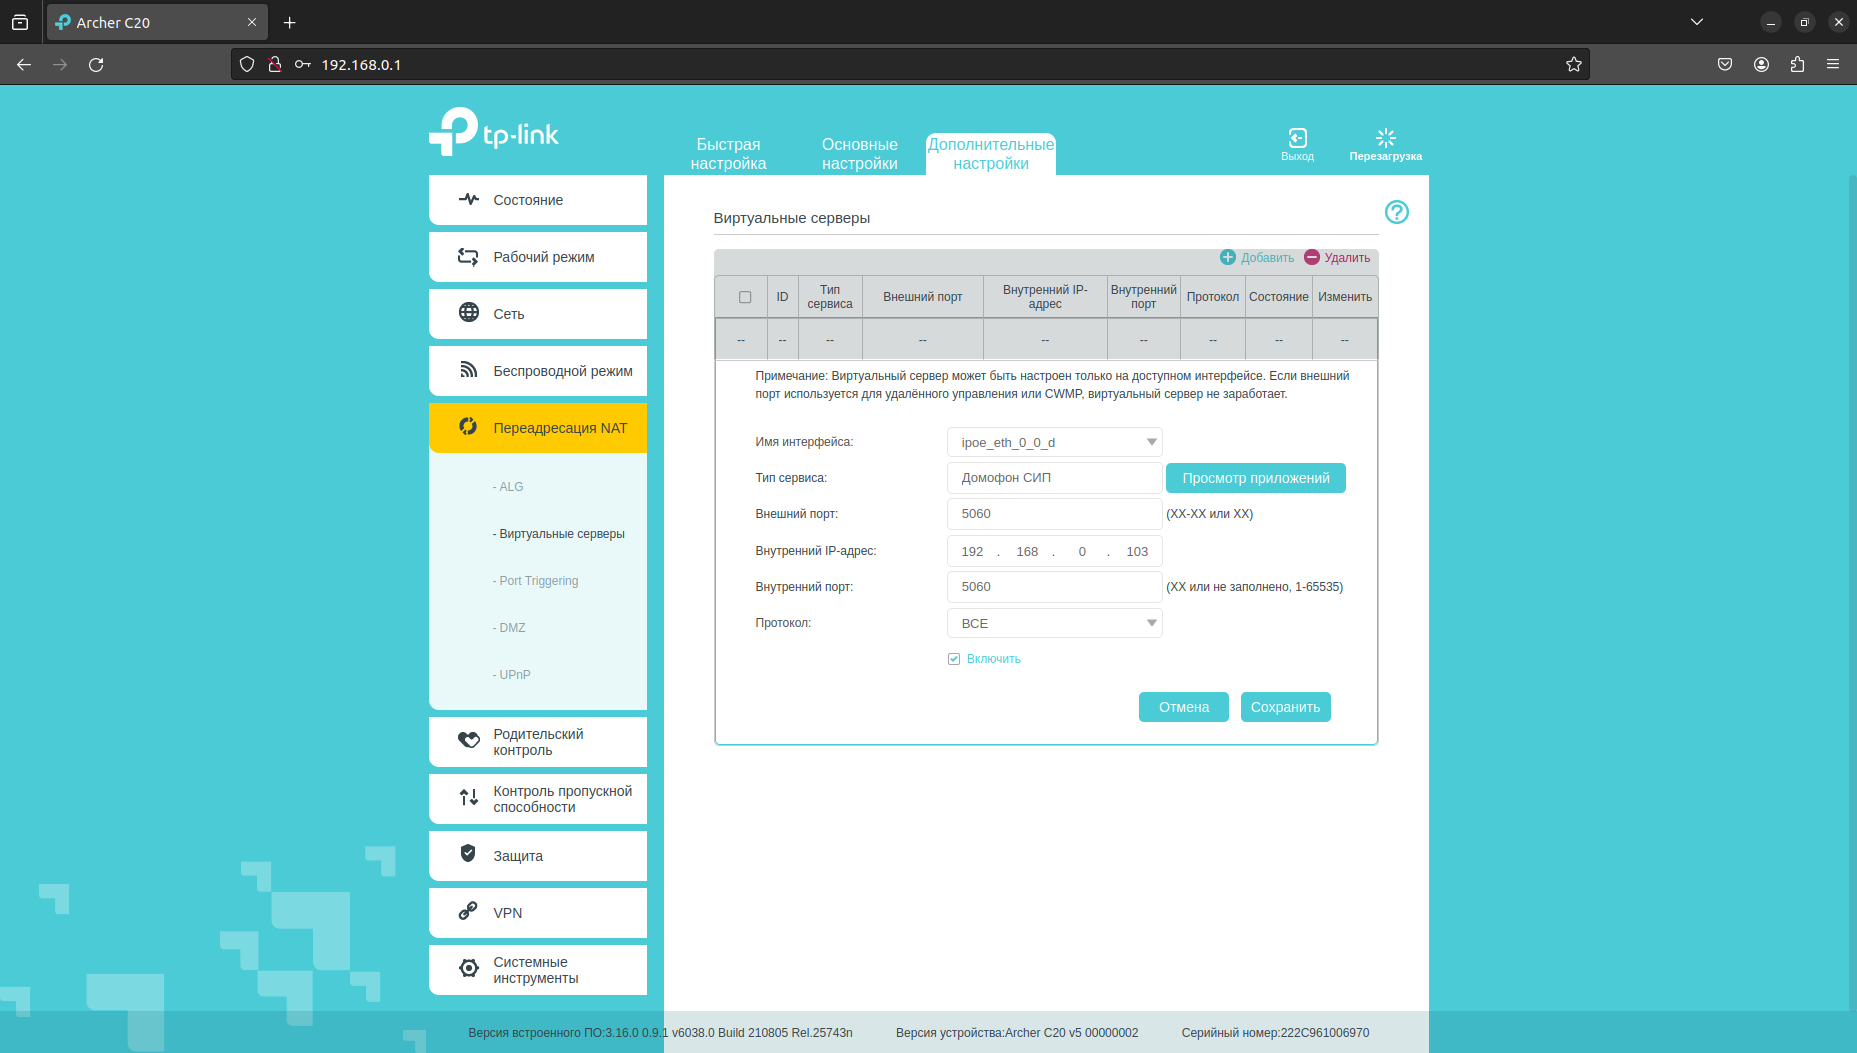 Archer C20
192.168.0.1
tp-link
Быстрая
настройка
Основные
настройки
Дополнительные
настройки
Выход
Перезагрузка
Состояние
Рабочий режим
Сеть
Беспроводной режим
Переадресация NAT
- ALG
- Виртуальные серверы
- Port Triggering
- DMZ
- UPnP
Родительский
контроль
Контроль пропускной
способности
Защита
VPN
Системные
инструменты
Виртуальные серверы
Добавить Удалить
ID
Тип
сервиса
Внешний порт
Внутренний IP-
адрес
Внутренний
порт
Протокол
Состояние
Изменить
-- -- -- -- -- -- -- -- --
Примечание: Виртуальный сервер может быть настроен только на доступном интерфейсе. Если внешний
порт используется для удалённого управления или CWMP, виртуальный сервер не заработает.
Имя интерфейса: ipoe_eth_0_0_d
Тип сервиса: Домофон СИП Просмотр приложений
Внешний порт: 5060 (XX-XX или XX)
Внутренний IP-адрес: 192 . 168 . 0 . 103
Внутренний порт: 5060 (XX или не заполнено, 1-65535)
Протокол: ВСЕ
Включить
Отмена Сохранить
Версия встроенного ПО:3.16.0 0.9.1 v6038.0 Build 210805 Rel.25743n Версия устройства:Archer C20 v5 00000002 Серийный номер:222C961006970